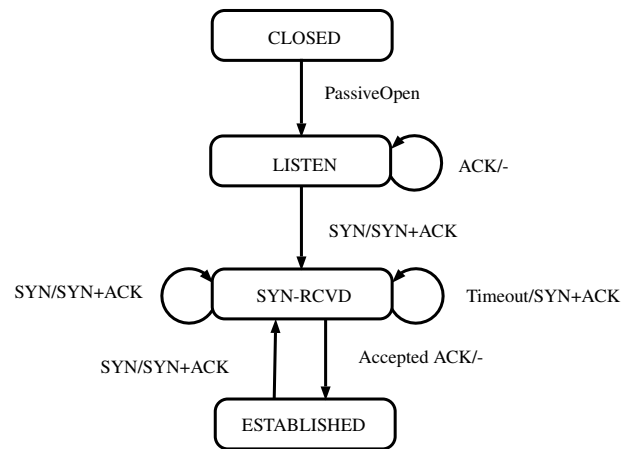 CLOSED
PassiveOpen
LISTEN
ACK/-
SYN/SYN+ACK
SYN/SYN+ACK
SYN-RCVD
Timeout/SYN+ACK
SYN/SYN+ACK
Accepted ACK/-
ESTABLISHED